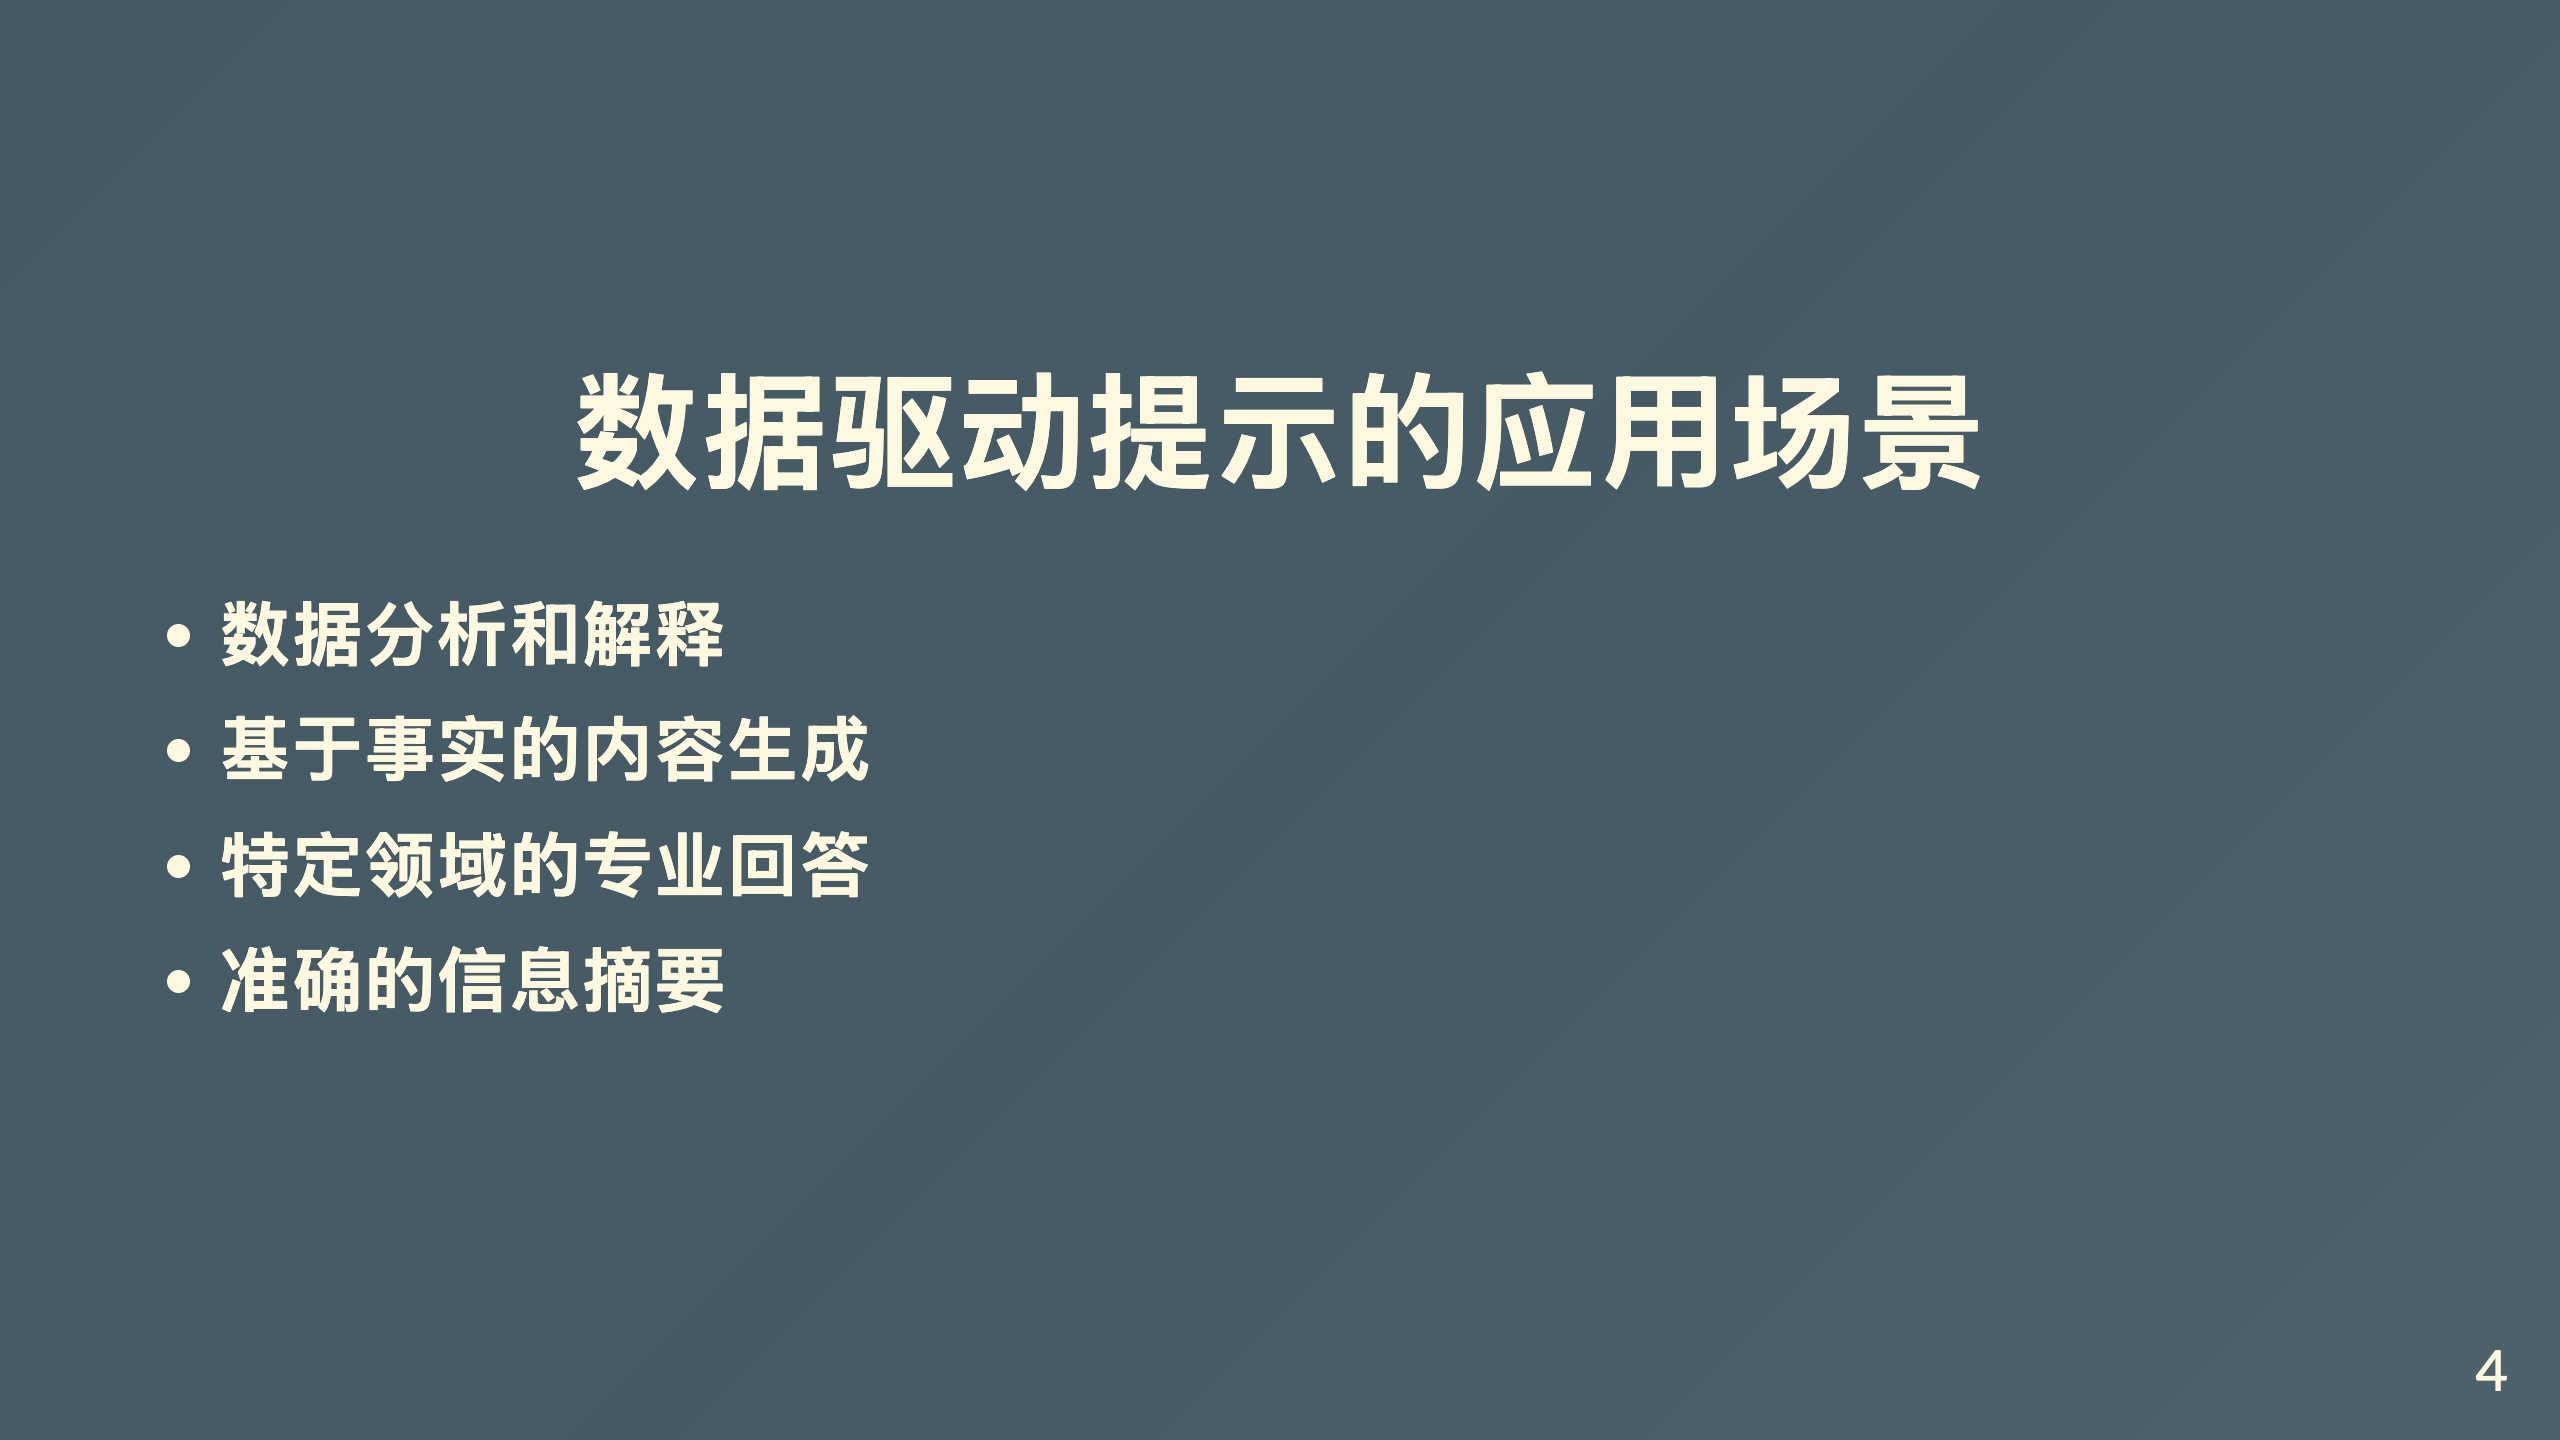 数据驱动提示的应用场景
• 数据分析和解释
• 基于事实的内容生成
• 特定领域的专业回答
• 准确的信息摘要
4